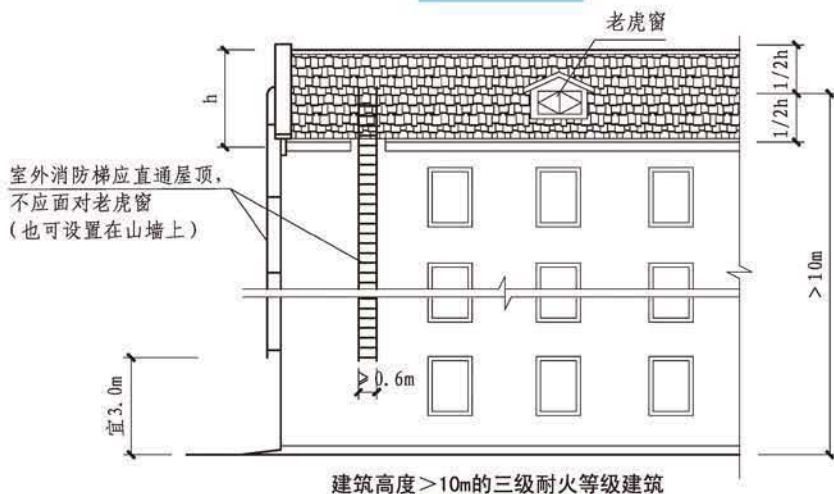 老虎窗
h
1/2h
1/2h
室外消防梯应直通屋顶，
不应面对老虎窗
(也可设置在山墙上)
>10m
≥0.6m
宜3.0m
建筑高度>10m的三级耐火等级建筑